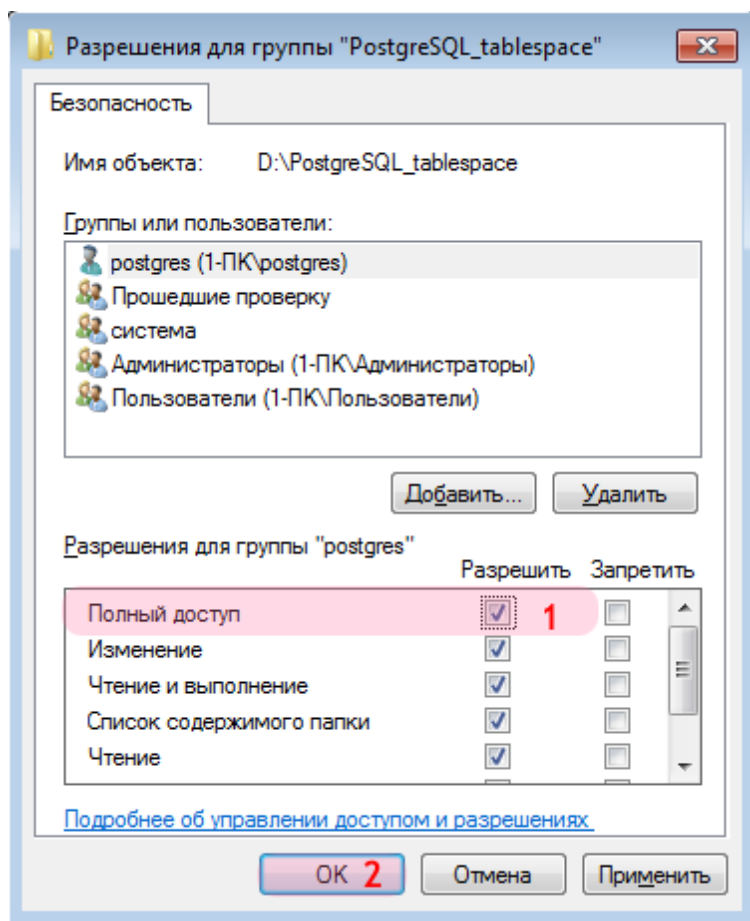 Разрешения для группы "PostgreSQL_tablespace"
Безопасность
Имя объекта: D:\PostgreSQL_tablespace
Группы или пользователи:
postgres (1-ПК\postgres)
Прошедшие проверку
система
Администраторы (1-ПК\Администраторы)
Пользователи (1-ПК\Пользователи)
Добавить... Удалить
Разрешения для группы "postgres"
Разрешить Запретить
Полный доступ 1
Изменение
Чтение и выполнение
Список содержимого папки
Чтение
Подробнее об управлении доступом и разрешениях
ОК 2 Отмена Применить